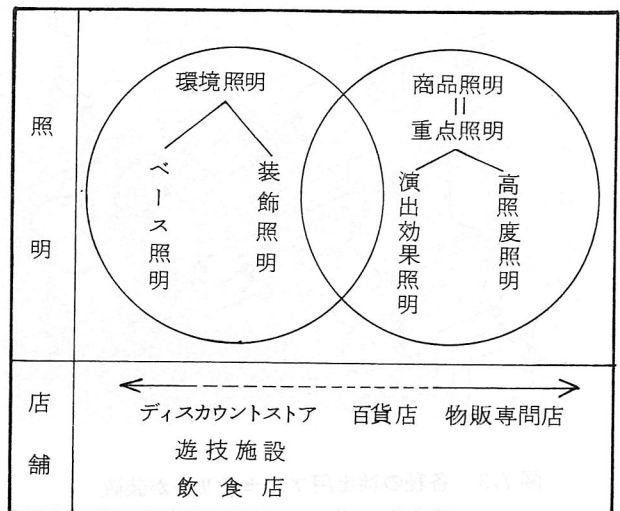 照明
環境照明
ベース照明
装飾照明
商品照明
||
重点照明
演出効果照明
高照度照明
店舗
ディスカウントストア 百貨店 物販専門店
遊技施設
飲食店